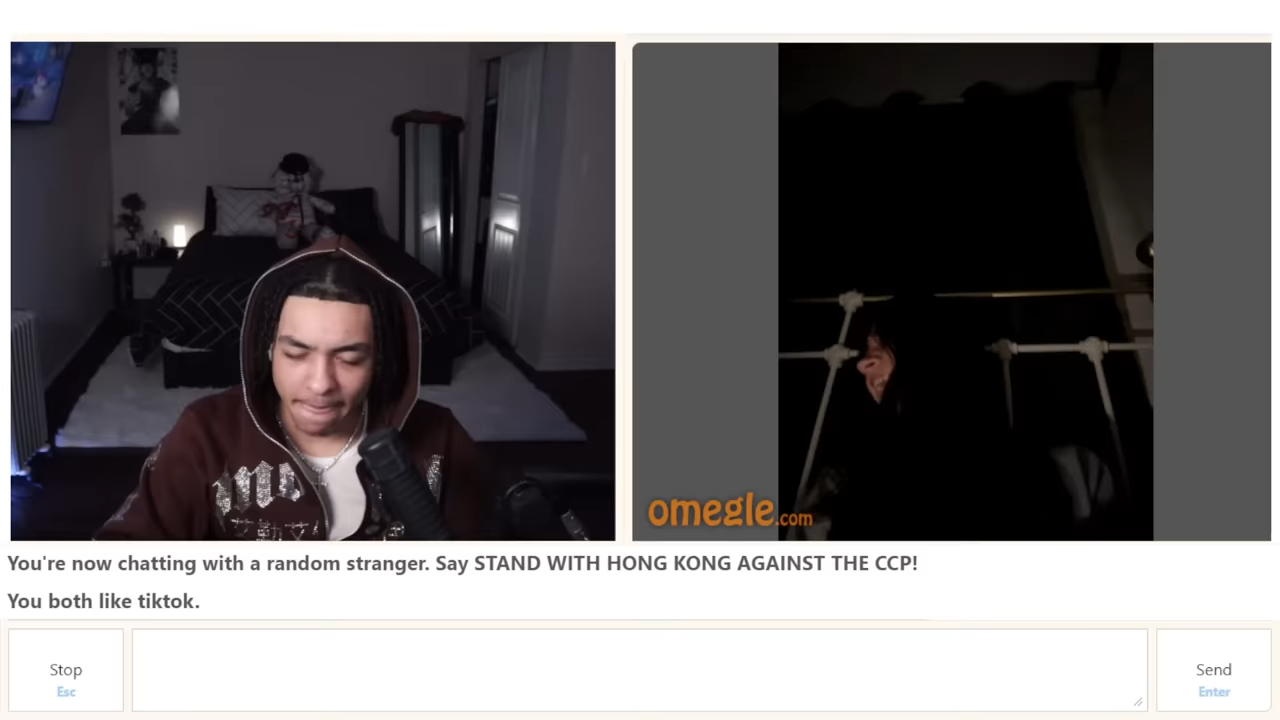 omegle.com
You're now chatting with a random stranger. Say STAND WITH HONG KONG AGAINST THE CCP!
You both like tiktok.
Stop
Esc
Send
Enter